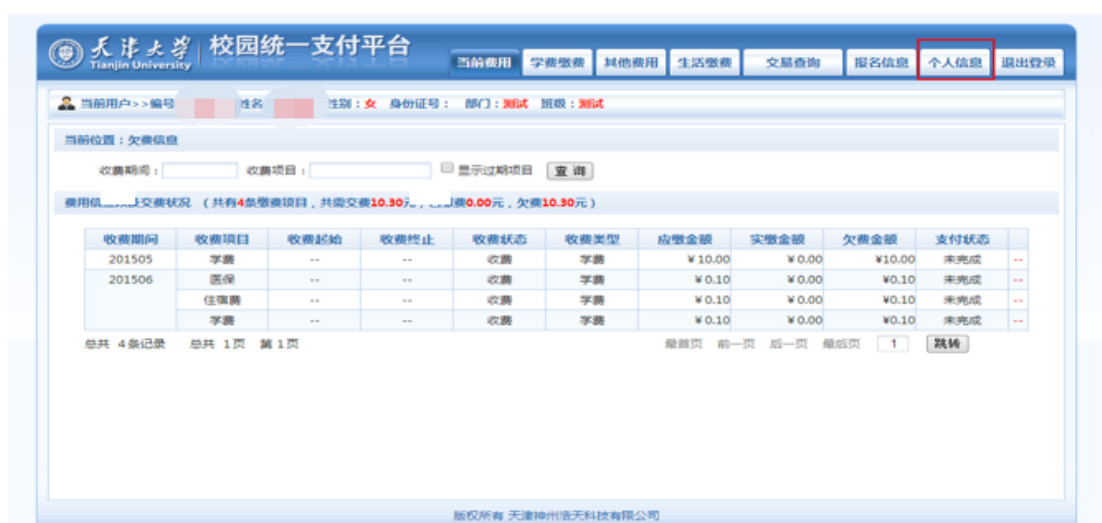 天津大学 校园统一支付平台
Tianjin University
当前费用 学费缴费 其他费用 生活缴费 交易查询 报名信息 个人信息 退出登录
当前用户>>编号 姓名 性别：女 身份证号： 部门：测试 班级：测试
当前位置：欠费信息
收费期间： 收费项目： 显示过期项目 查 询
费用信 交费状况 （共有4条缴费项目，共需交费10.30元， 费0.00元，欠费10.30元）
收费期间 收费项目 收费起始 收费终止 收费状态 收费类型 应缴金额 实缴金额 欠费金额 支付状态
201505 学费 -- -- 收费 学费 ￥10.00 ￥0.00 ¥10.00 未完成 --
201506 医保 -- -- 收费 学费 ￥0.10 ￥0.00 ¥0.10 未完成 --
住宿费 -- -- 收费 学费 ￥0.10 ￥0.00 ¥0.10 未完成 --
学费 -- -- 收费 学费 ￥0.10 ￥0.00 ¥0.10 未完成 --
总共 4条记录 总共 1页 第1页 最首页 前一页 后一页 最后页 1 跳转
版权所有 天津神州浩天科技有限公司